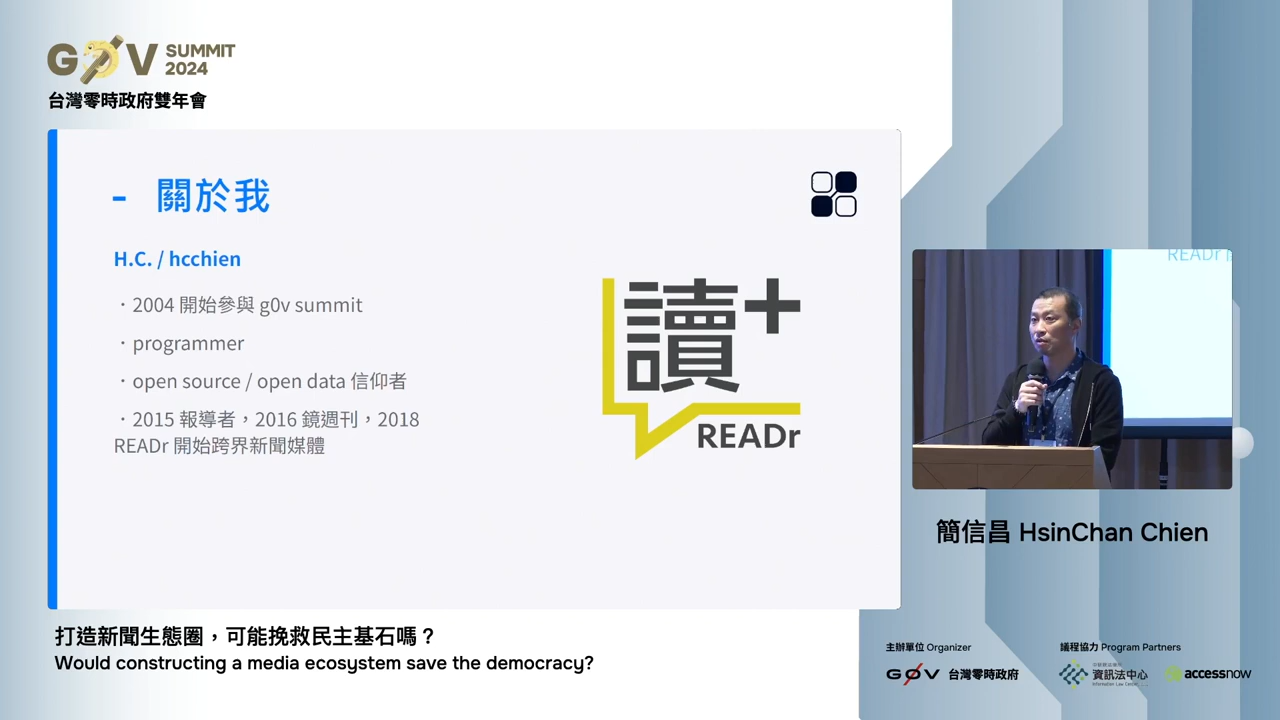 G0V SUMMIT 2024
台灣零時政府雙年會
- 關於我
H.C. / hcchien
・2004 開始參與 g0v summit
・programmer
・open source / open data 信仰者
・2015 報導者，2016 鏡週刊，2018
READr 開始跨界新聞媒體
讀+
READr
READr
簡信昌 HsinChan Chien
打造新聞生態圈，可能挽救民主基石嗎？
Would constructing a media ecosystem save the democracy?
主辦單位 Organizer
議程協力 Program Partners
G0V 台灣零時政府
資訊法中心
Information Law Center
accessnow